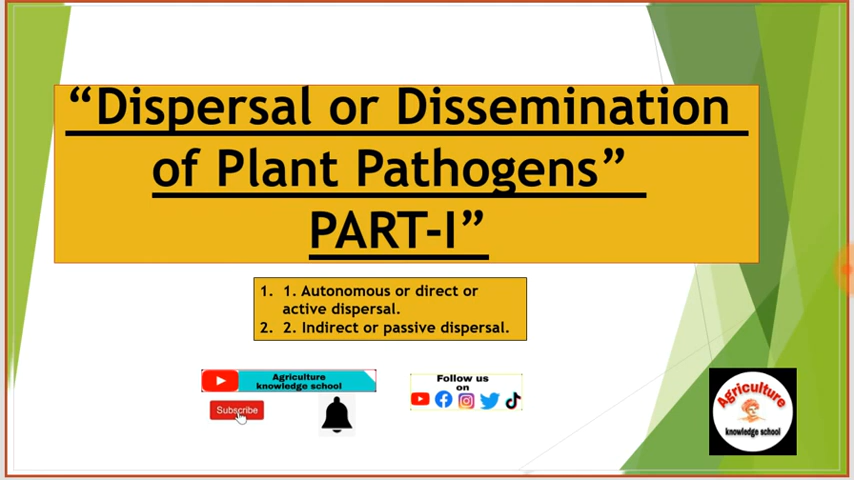 “Dispersal or Dissemination
of Plant Pathogens”
PART-I”
1. 1. Autonomous or direct or
active dispersal.
2. 2. Indirect or passive dispersal.
Agriculture
knowledge school
Subscribe
Follow us
on
Agriculture
knowledge school